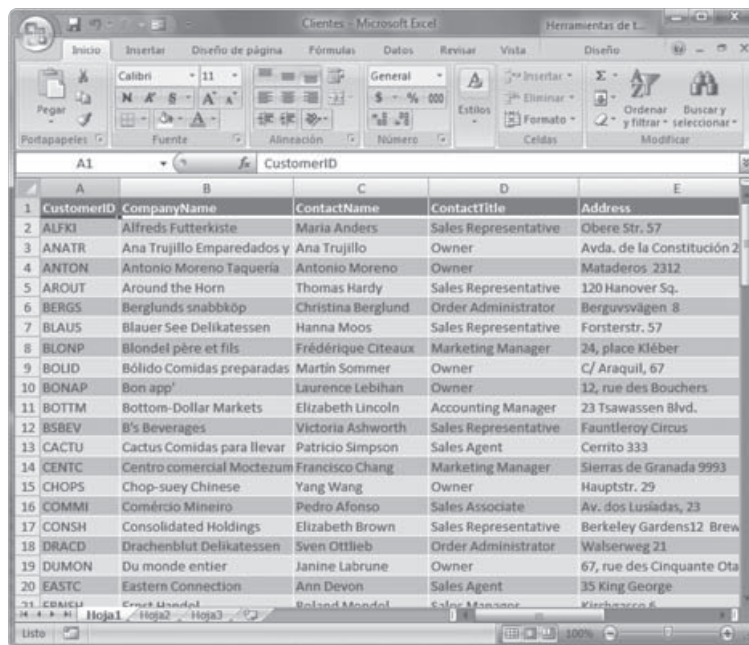 Clientes - Microsoft Excel
Herramientas de t...
Inicio Insertar Diseño de página Fórmulas Datos Revisar Vista Diseño
Pegar
Calibri 11
General
N K S
A A
$ % 000
Estilos
Insertar
Eliminar
Formato
Σ
Ordenar y filtrar
Buscar y seleccionar
Portapapeles Fuente Alineación Número Celdas Modificar
A1 fx CustomerID
A B C D E
1 CustomerID CompanyName ContactName ContactTitle Address
2 ALFKI Alfreds Futterkiste Maria Anders Sales Representative Obere Str. 57
3 ANATR Ana Trujillo Emparedados y Ana Trujillo Owner Avda. de la Constitución 2
4 ANTON Antonio Moreno Taquería Antonio Moreno Owner Mataderos 2312
5 AROUT Around the Horn Thomas Hardy Sales Representative 120 Hanover Sq.
6 BERGS Berglunds snabbköp Christina Berglund Order Administrator Berguvsvägen 8
7 BLAUS Blauer See Delikatessen Hanna Moos Sales Representative Forsterstr. 57
8 BLONP Blondel père et fils Frédérique Citeaux Marketing Manager 24, place Kléber
9 BOLID Bólido Comidas preparadas Martín Sommer Owner C/ Araquil, 67
10 BONAP Bon app' Laurence Lebihan Owner 12, rue des Bouchers
11 BOTTM Bottom-Dollar Markets Elizabeth Lincoln Accounting Manager 23 Tsawassen Blvd.
12 BSBEV B's Beverages Victoria Ashworth Sales Representative Fauntleroy Circus
13 CACTU Cactus Comidas para llevar Patricio Simpson Sales Agent Cerrito 333
14 CENTC Centro comercial Moctezum Francisco Chang Marketing Manager Sierras de Granada 9993
15 CHOPS Chop-suey Chinese Yang Wang Owner Hauptstr. 29
16 COMMI Comércio Mineiro Pedro Afonso Sales Associate Av. dos Lusíadas, 23
17 CONSH Consolidated Holdings Elizabeth Brown Sales Representative Berkeley Gardens12 Brew
18 DRACD Drachenblut Delikatessen Sven Ottlieb Order Administrator Walserweg 21
19 DUMON Du monde entier Janine Labrune Owner 67, rue des Cinquante Ota
20 EASTC Eastern Connection Ann Devon Sales Agent 35 King George
21 ERNSH Ernst Handel Roland Mendel Sales Manager Kirchgasse 6
Hoja1 Hoja2 Hoja3
Listo 100%